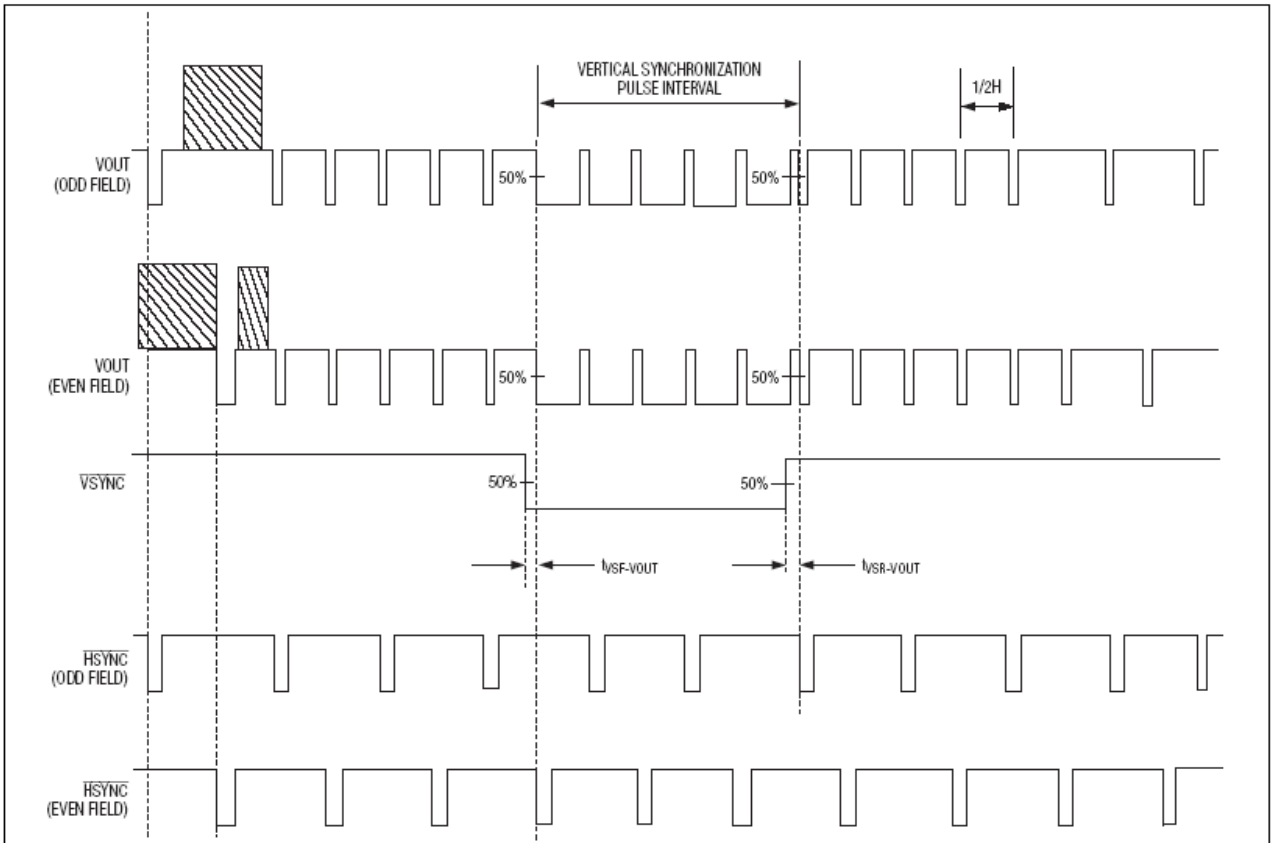 VERTICAL SYNCHRONIZATION
PULSE INTERVAL
1/2H
VOUT
(ODD FIELD)
50%
50%
VOUT
(EVEN FIELD)
50%
50%
VSYNC
50%
50%
tVSF-VOUT
tVSR-VOUT
HSYNC
(ODD FIELD)
HSYNC
(EVEN FIELD)